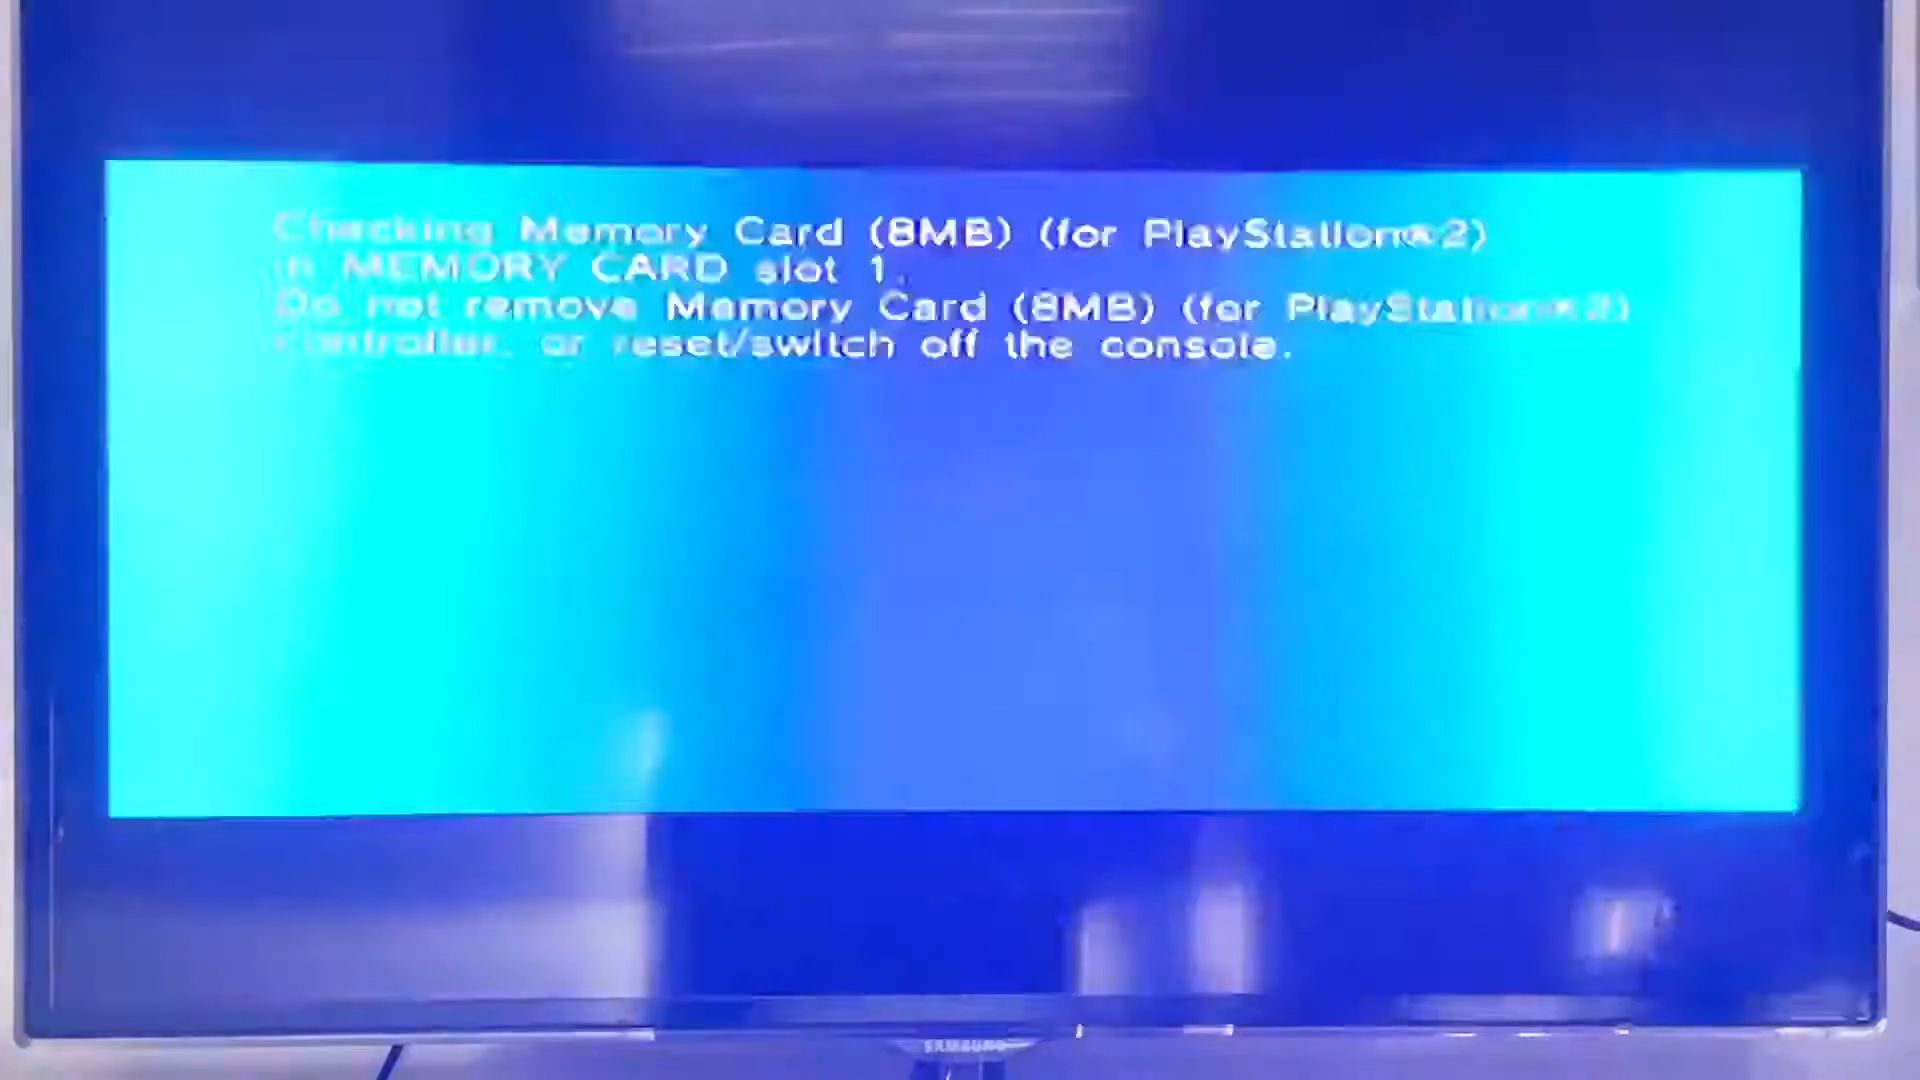 Checking Memory Card (8MB) (for PlayStation®2)
in MEMORY CARD slot 1.
Do not remove Memory Card (8MB) (for PlayStation®2)
controller, or reset/switch off the console.
SAMSUNG